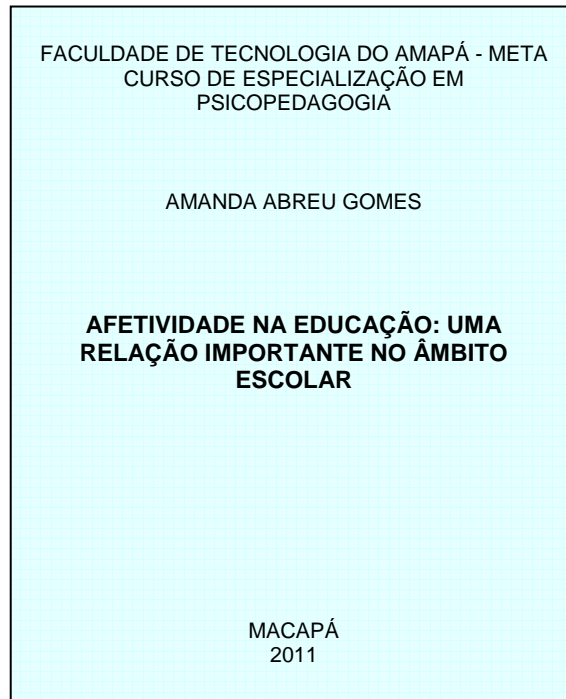 FACULDADE DE TECNOLOGIA DO AMAPÁ - META
CURSO DE ESPECIALIZAÇÃO EM
PSICOPEDAGOGIA
AMANDA ABREU GOMES
AFETIVIDADE NA EDUCAÇÃO: UMA
RELAÇÃO IMPORTANTE NO ÂMBITO
ESCOLAR
MACAPÁ
2011